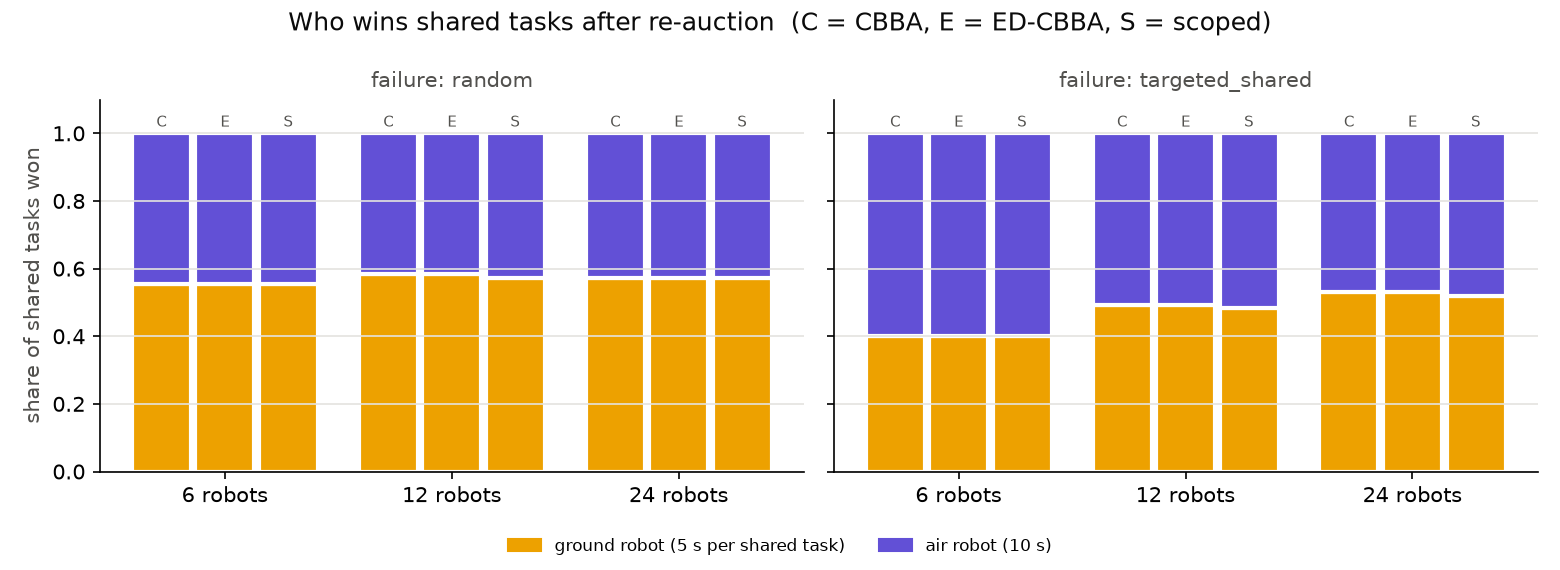 Who wins shared tasks after re-auction  (C = CBBA, E = ED-CBBA, S = scoped)
failure: random
failure: targeted_shared
share of shared tasks won
1.0
0.8
0.6
0.4
0.2
0.0
C E S C E S C E S
C E S C E S C E S
6 robots 12 robots 24 robots
6 robots 12 robots 24 robots
ground robot (5 s per shared task)
air robot (10 s)